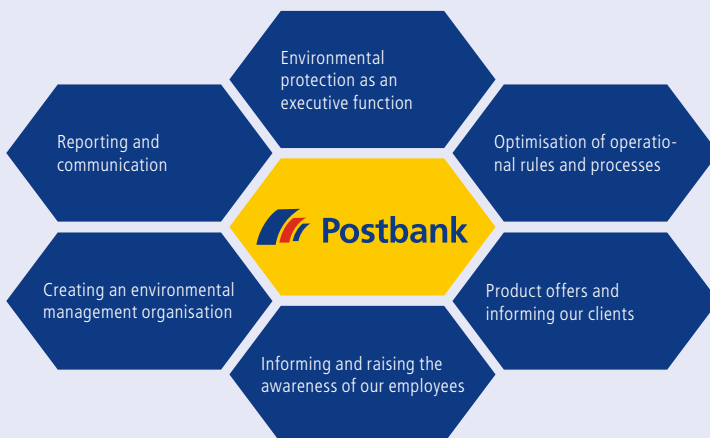 Environmental
protection as an
executive function
Reporting and
communication
Optimisation of operatio-
nal rules and processes
Postbank
Creating an environmental
management organisation
Product offers and
informing our clients
Informing and raising the
awareness of our employees